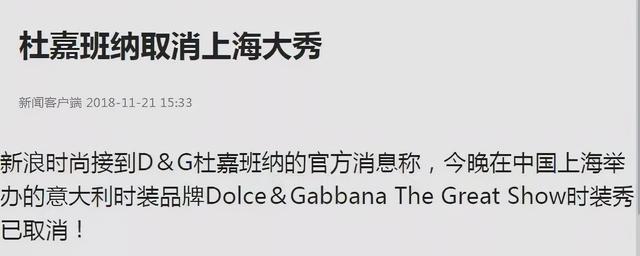 杜嘉班纳取消上海大秀
新闻客户端 2018-11-21 15:33
新浪时尚接到D&G杜嘉班纳的官方消息称，今晚在中国上海举
办的意大利时装品牌Dolce&Gabbana The Great Show时装秀
已取消！